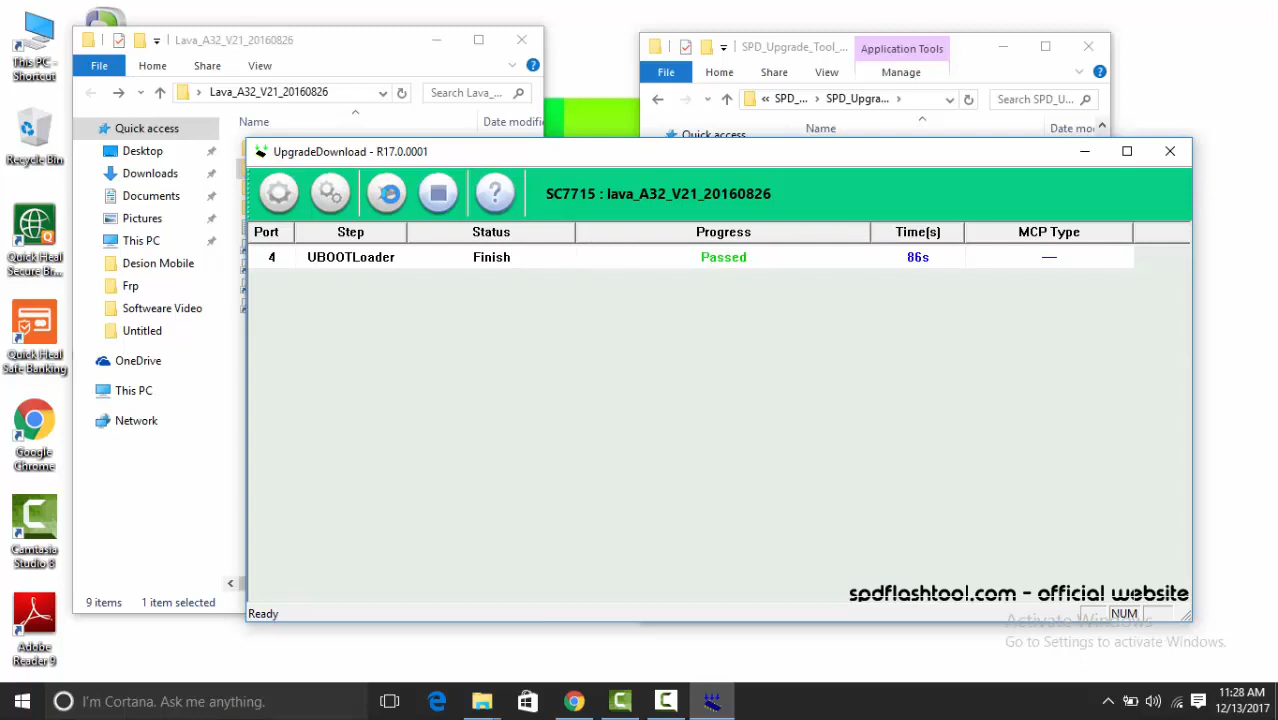 This PC -
Shortcut
Recycle Bin
Quick Heal
Secure Br...
Quick Heal
Safe Banking
Google
Chrome
Camtasia
Studio 8
Adobe
Reader 9
Lava_A32_V21_20160826
File Home Share View
Lava_A32_V21_20160826
Search Lava_...
Name Date modifi
Quick access
Desktop
Downloads
Documents
Pictures
This PC
Desion Mobile
Frp
Softweare Video
Untitled
OneDrive
This PC
Network
9 items 1 item selected
SPD_Upgrade_Tool_... Application Tools
File Home Share View Manage
« SPD_... › SPD_Upgra... ›
Search SPD_U...
Quick access
Name Date mo
UpgradeDownload - R17.0.0001
SC7715 : lava_A32_V21_20160826
Port Step Status Progress Time(s) MCP Type
4 UBOOTLoader Finish Passed 86s —
spdflashtool.com - official website
Ready NUM
Activate Windows
Go to Settings to activate Windows.
I'm Cortana. Ask me anything.
11:28 AM
12/13/2017